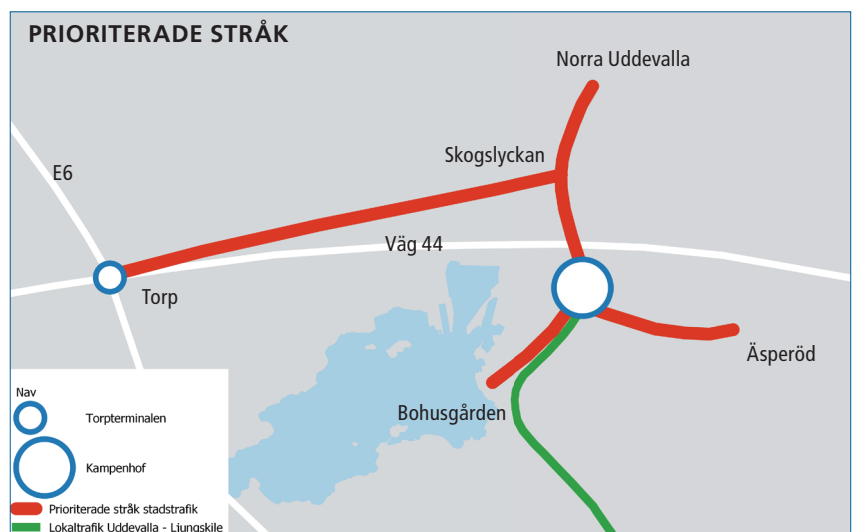 PRIORITERADE STRÅK
Norra Uddevalla
Skogslyckan
E6
Väg 44
Torp
Äsperöd
Bohusgården
Nav
Torpterminalen
Kampenhof
Prioriterade stråk stadstrafik
Lokaltrafik Uddevalla - Ljungskile